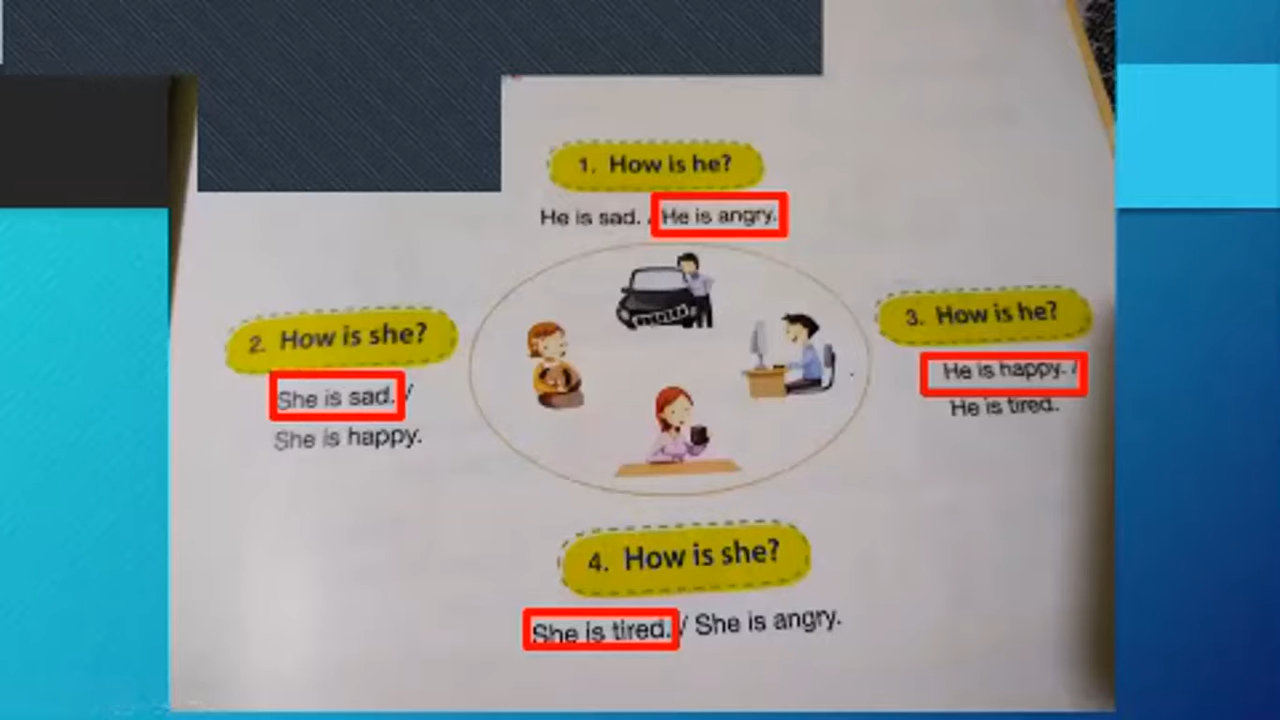 1. How is he?
He is sad. / He is angry.
2. How is she?
She is sad. /
She is happy.
3. How is he?
He is happy. /
He is tired.
4. How is she?
She is tired. / She is angry.